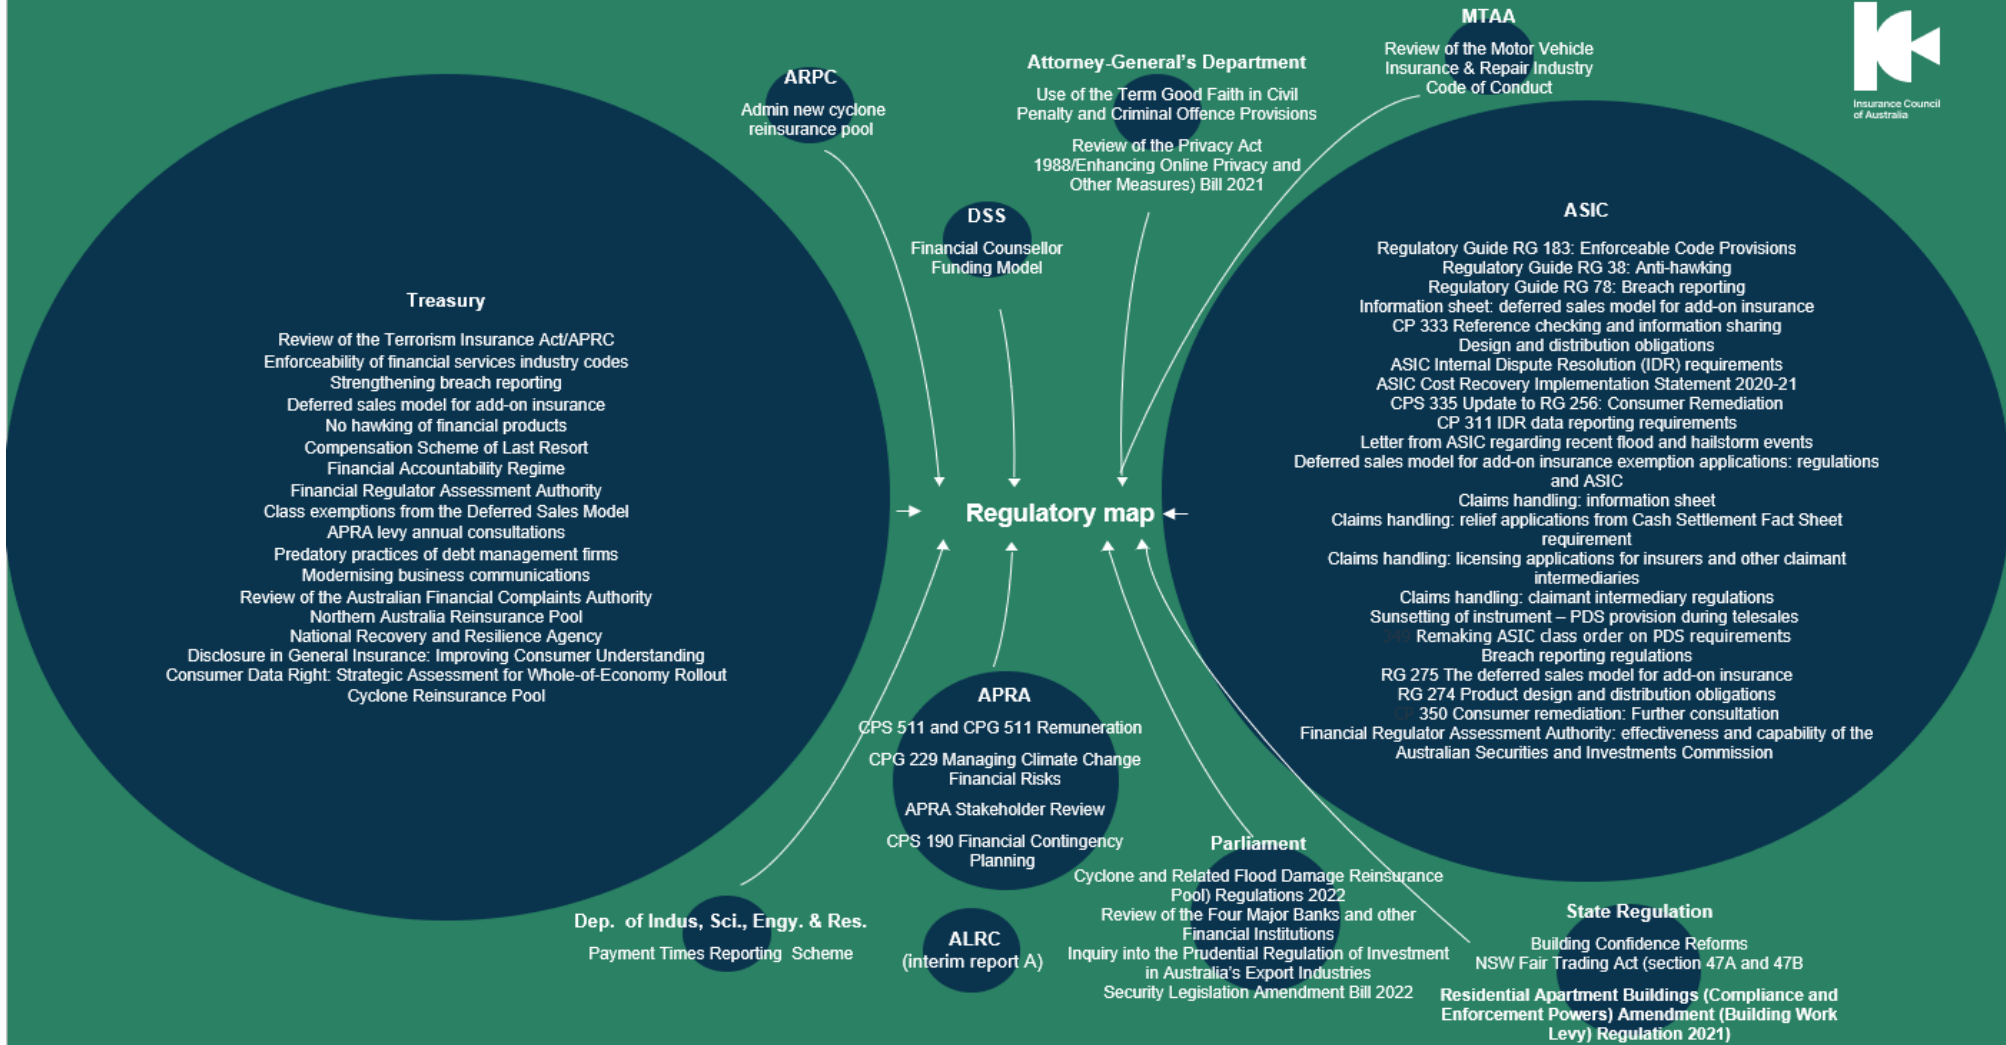 MTAA
Review of the Motor Vehicle
Insurance & Repair Industry
Code of Conduct
Insurance Council
of Australia
Attorney-General's Department
Use of the Term Good Faith in Civil
Penalty and Criminal Offence Provisions
Review of the Privacy Act
1988/Enhancing Online Privacy and
Other Measures) Bill 2021
ARPC
Admin new cyclone
reinsurance pool
DSS
Financial Counsellor
Funding Model
Treasury
Review of the Terrorism Insurance Act/APRC
Enforceability of financial services industry codes
Strengthening breach reporting
Deferred sales model for add-on insurance
No hawking of financial products
Compensation Scheme of Last Resort
Financial Accountability Regime
Financial Regulator Assessment Authority
Class exemptions from the Deferred Sales Model
APRA levy annual consultations
Predatory practices of debt management firms
Modernising business communications
Review of the Australian Financial Complaints Authority
Northern Australia Reinsurance Pool
National Recovery and Resilience Agency
Disclosure in General Insurance: Improving Consumer Understanding
Consumer Data Right: Strategic Assessment for Whole-of-Economy Rollout
Cyclone Reinsurance Pool
Regulatory map
ASIC
Regulatory Guide RG 183: Enforceable Code Provisions
Regulatory Guide RG 38: Anti-hawking
Regulatory Guide RG 78: Breach reporting
Information sheet: deferred sales model for add-on insurance
CP 333 Reference checking and information sharing
Design and distribution obligations
ASIC Internal Dispute Resolution (IDR) requirements
ASIC Cost Recovery Implementation Statement 2020-21
CPS 335 Update to RG 256: Consumer Remediation
CP 311 IDR data reporting requirements
Letter from ASIC regarding recent flood and hailstorm events
Deferred sales model for add-on insurance exemption applications: regulations
and ASIC
Claims handling: information sheet
Claims handling: relief applications from Cash Settlement Fact Sheet
requirement
Claims handling: licensing applications for insurers and other claimant
intermediaries
Claims handling: claimant intermediary regulations
Sunsetting of instrument – PDS provision during telesales
349 Remaking ASIC class order on PDS requirements
Breach reporting regulations
RG 275 The deferred sales model for add-on insurance
RG 274 Product design and distribution obligations
CP 350 Consumer remediation: Further consultation
Financial Regulator Assessment Authority: effectiveness and capability of the
Australian Securities and Investments Commission
APRA
CPS 511 and CPG 511 Remuneration
CPG 229 Managing Climate Change
Financial Risks
APRA Stakeholder Review
CPS 190 Financial Contingency
Planning
Dep. of Indus, Sci., Engy. & Res.
Payment Times Reporting Scheme
ALRC
(interim report A)
Parliament
Cyclone and Related Flood Damage Reinsurance
Pool) Regulations 2022
Review of the Four Major Banks and other
Financial Institutions
Inquiry into the Prudential Regulation of Investment
in Australia's Export Industries
Security Legislation Amendment Bill 2022
State Regulation
Building Confidence Reforms
NSW Fair Trading Act (section 47A and 47B
Residential Apartment Buildings (Compliance and
Enforcement Powers) Amendment (Building Work
Levy) Regulation 2021)